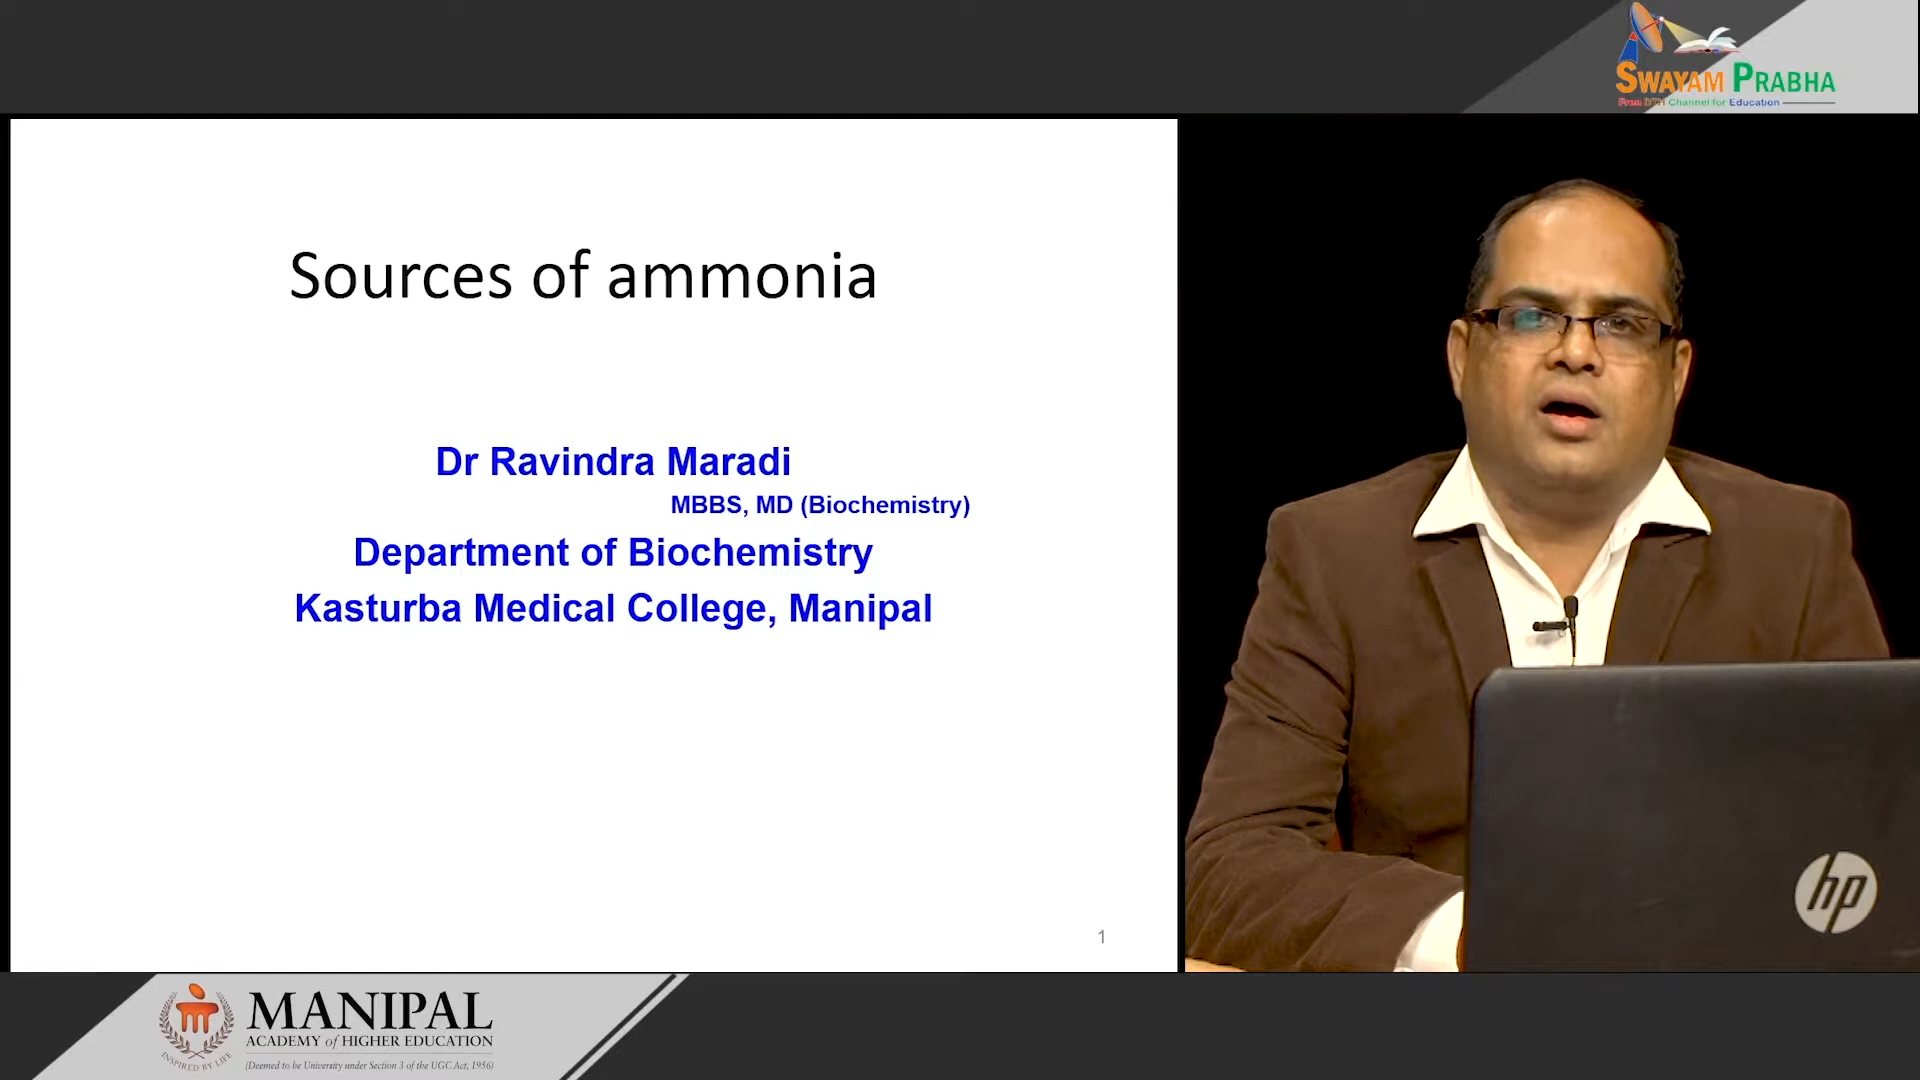 SWAYAM PRABHA
Free DTH Channel for Education
Sources of ammonia
Dr Ravindra Maradi
MBBS, MD (Biochemistry)
Department of Biochemistry
Kasturba Medical College, Manipal
1
hp
MANIPAL
ACADEMY of HIGHER EDUCATION
(Deemed to be University under Section 3 of the UGC Act, 1956)
INSPIRED BY LIFE